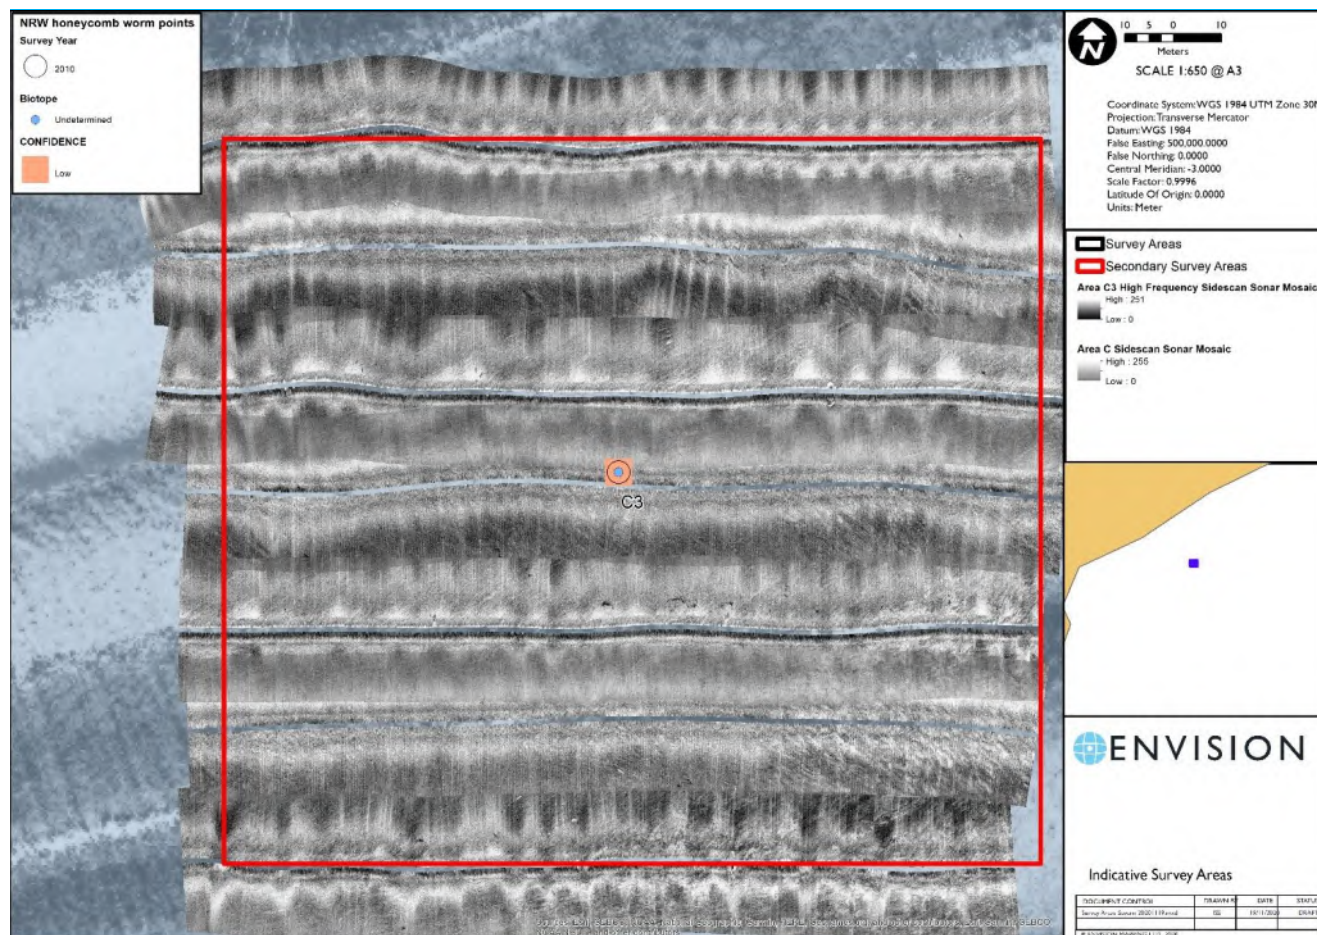 NRW honeycomb worm points
Survey Year
2010
Biotope
Undetermined
CONFIDENCE
Low
C3
N
10 5 0 10
Meters
SCALE 1:650 @ A3
Coordinate System: WGS 1984 UTM Zone 30
Projection: Transverse Mercator
Datum: WGS 1984
False Easting: 500,000.0000
False Northing: 0.0000
Central Meridian: -3.0000
Scale Factor: 0.9996
Latitude Of Origin: 0.0000
Units: Meter
Survey Areas
Secondary Survey Areas
Area C3 High Frequency Sidescan Sonar Mosaic
High : 251
Low : 0
Area C Sidescan Sonar Mosaic
High : 255
Low : 0
ENVISION
Indicative Survey Areas
DOCUMENT CONTROL DRAWN DATE STATUS